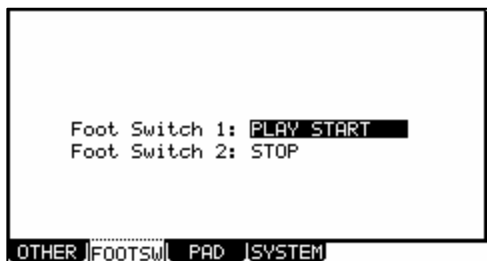 Foot Switch 1: PLAY START
Foot Switch 2: STOP
OTHER FOOTSW PAD SYSTEM